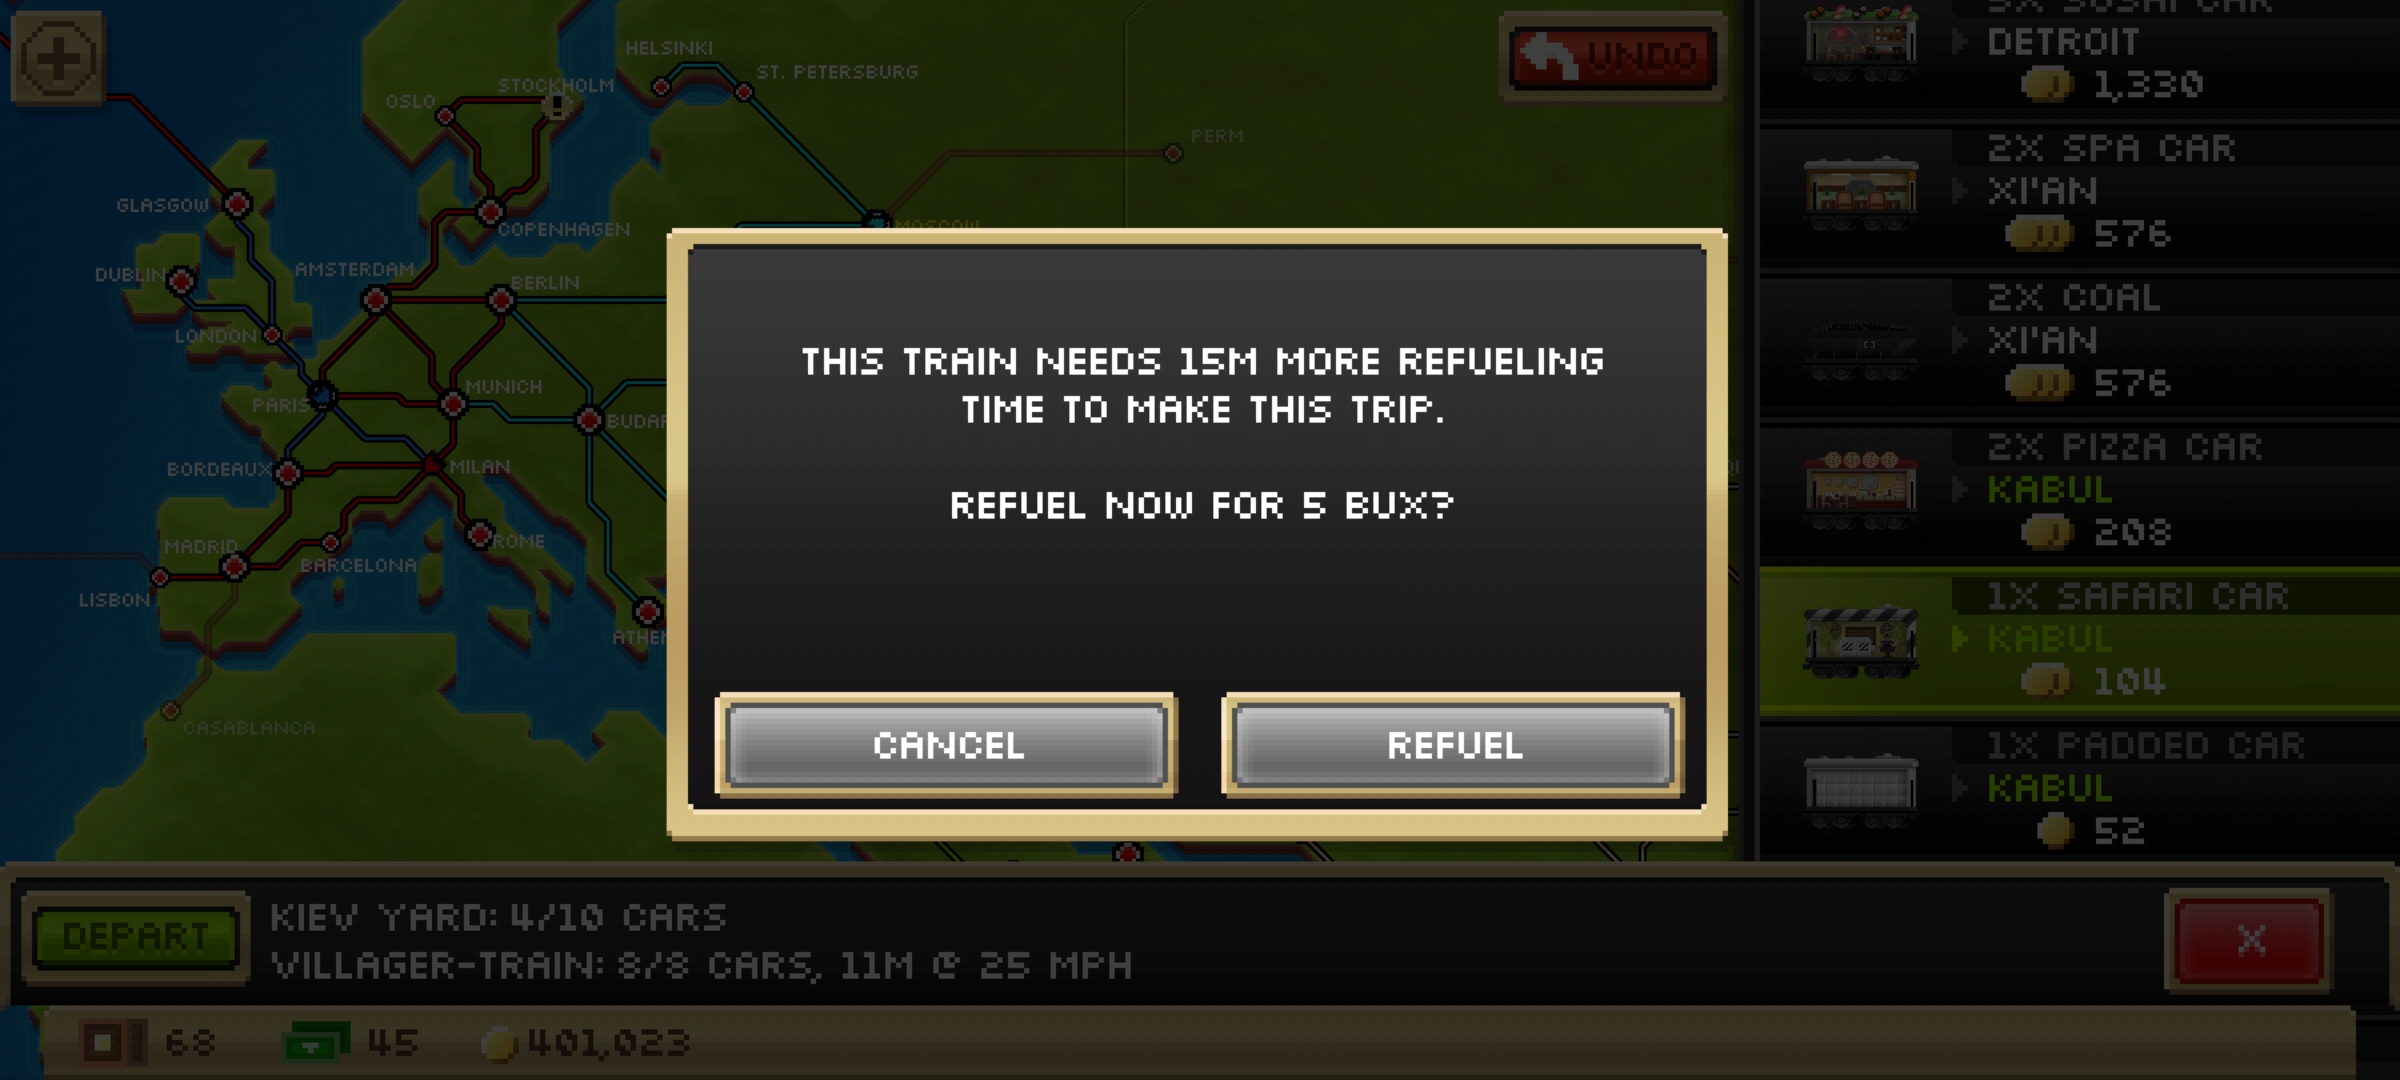 HELSINKI
ST. PETERSBURG
STOCKHOLM
OSLO
PERM
MOSCOW
GLASGOW
COPENHAGEN
DUBLIN
AMSTERDAM
BERLIN
LONDON
MUNICH
PARIS
BORDEAUX
MILAN
MADRID
ROME
BARCELONA
LISBON
CASABLANCA
UNDO
THIS TRAIN NEEDS 15M MORE REFUELING
TIME TO MAKE THIS TRIP.
REFUEL NOW FOR 5 BUX?
CANCEL
REFUEL
5X SUSHI CAR
DETROIT
1,330
2X SPA CAR
XI'AN
576
2X COAL
XI'AN
576
2X PIZZA CAR
KABUL
208
1X SAFARI CAR
KABUL
104
1X PADDED CAR
KABUL
52
DEPART
KIEV YARD: 4/10 CARS
VILLAGER-TRAIN: 8/8 CARS, 11M @ 25 MPH
X
68
45
401,023